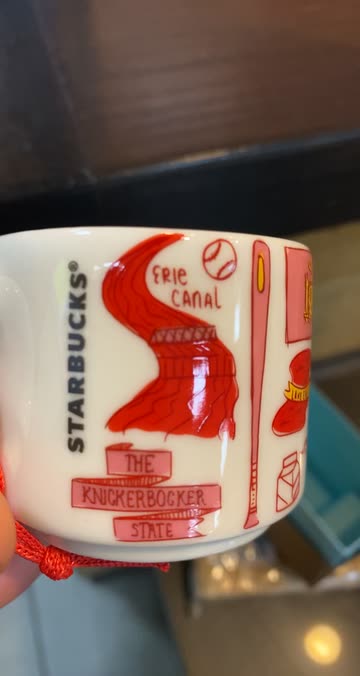 STARBUCKS®
ERIE
CANAL
THE
KNICKERBOCKER
STATE